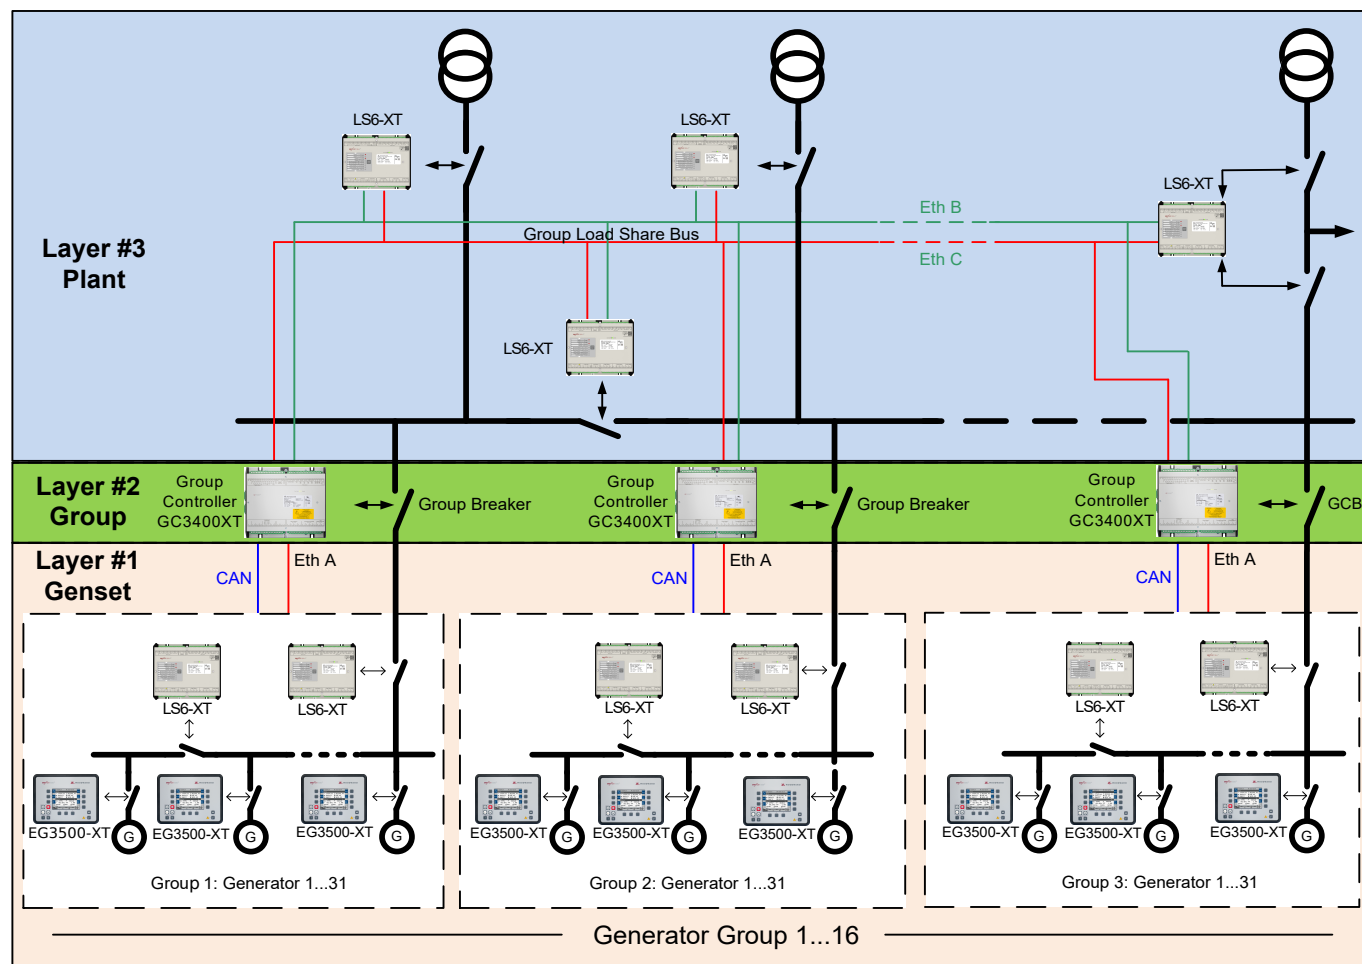 LS6-XT
LS6-XT
LS6-XT
Eth B
Group Load Share Bus
Eth C
Layer #3
Plant
LS6-XT
Layer #2
Group
Group
Controller
GC3400XT
Group Breaker
Group
Controller
GC3400XT
Group Breaker
Group
Controller
GC3400XT
GCB
Layer #1
Genset
CAN
Eth A
CAN
Eth A
CAN
Eth A
LS6-XT
LS6-XT
LS6-XT
LS6-XT
LS6-XT
LS6-XT
EG3500-XT
G
EG3500-XT
G
EG3500-XT
G
EG3500-XT
G
EG3500-XT
G
EG3500-XT
G
EG3500-XT
G
EG3500-XT
G
EG3500-XT
G
Group 1: Generator 1...31
Group 2: Generator 1...31
Group 3: Generator 1...31
Generator Group 1...16